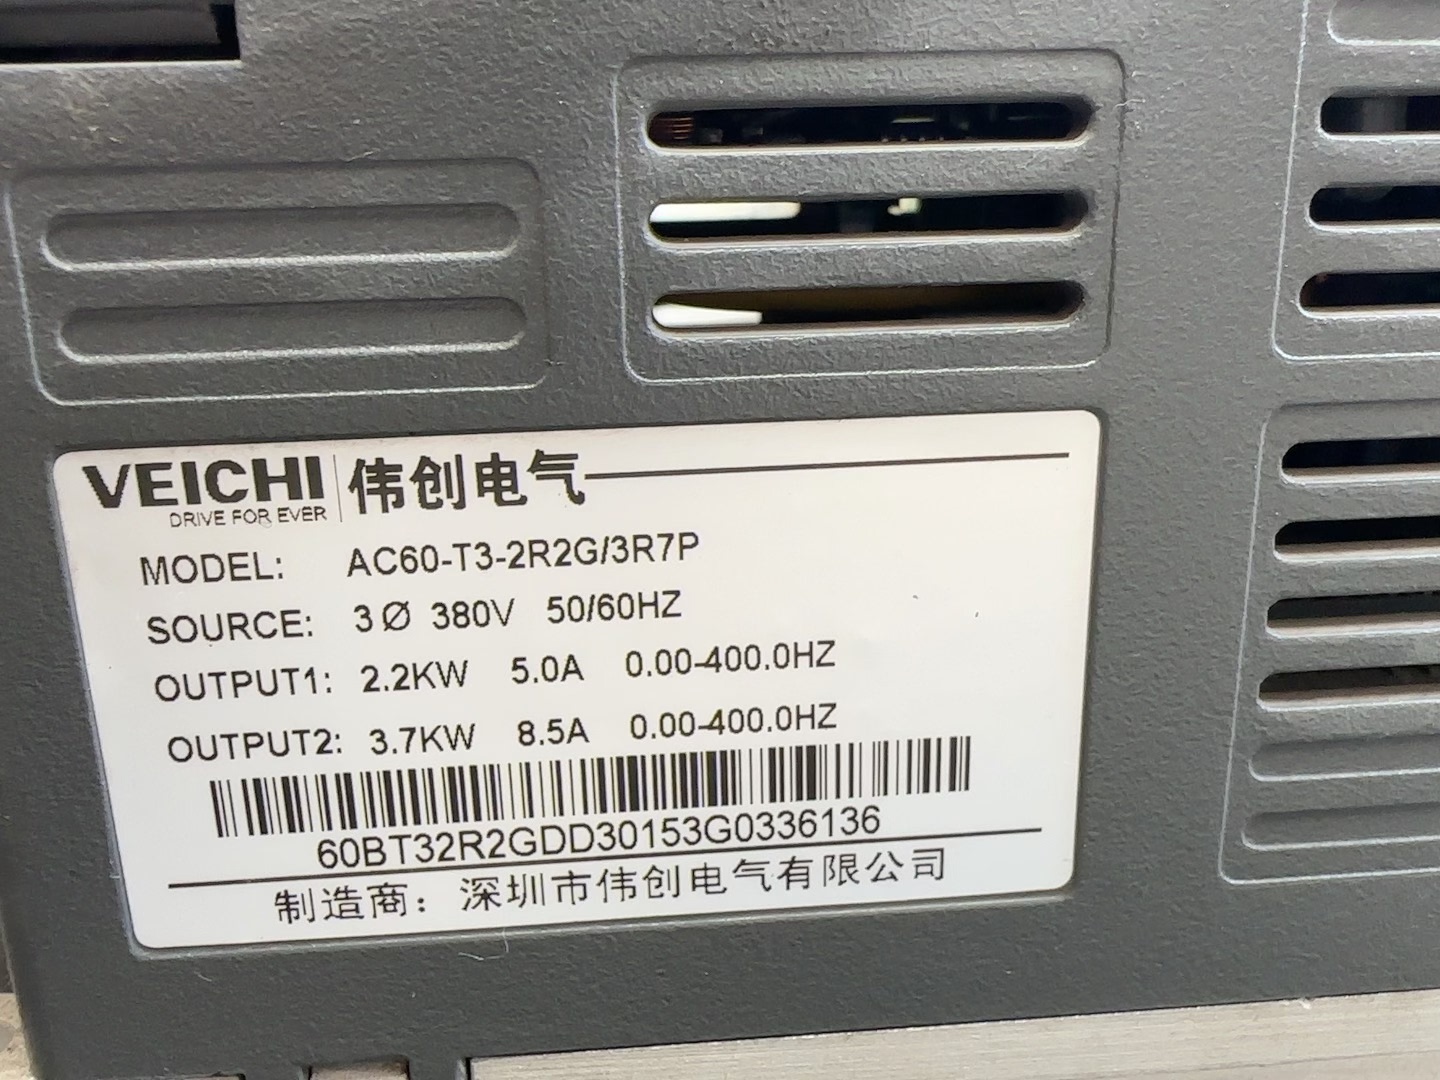 VEICHI 伟创电气
DRIVE FOR EVER
MODEL: AC60-T3-2R2G/3R7P
SOURCE: 3Ø 380V 50/60HZ
OUTPUT1: 2.2KW 5.0A 0.00-400.0HZ
OUTPUT2: 3.7KW 8.5A 0.00-400.0HZ
60BT32R2GDD30153G0336136
制造商：深圳市伟创电气有限公司